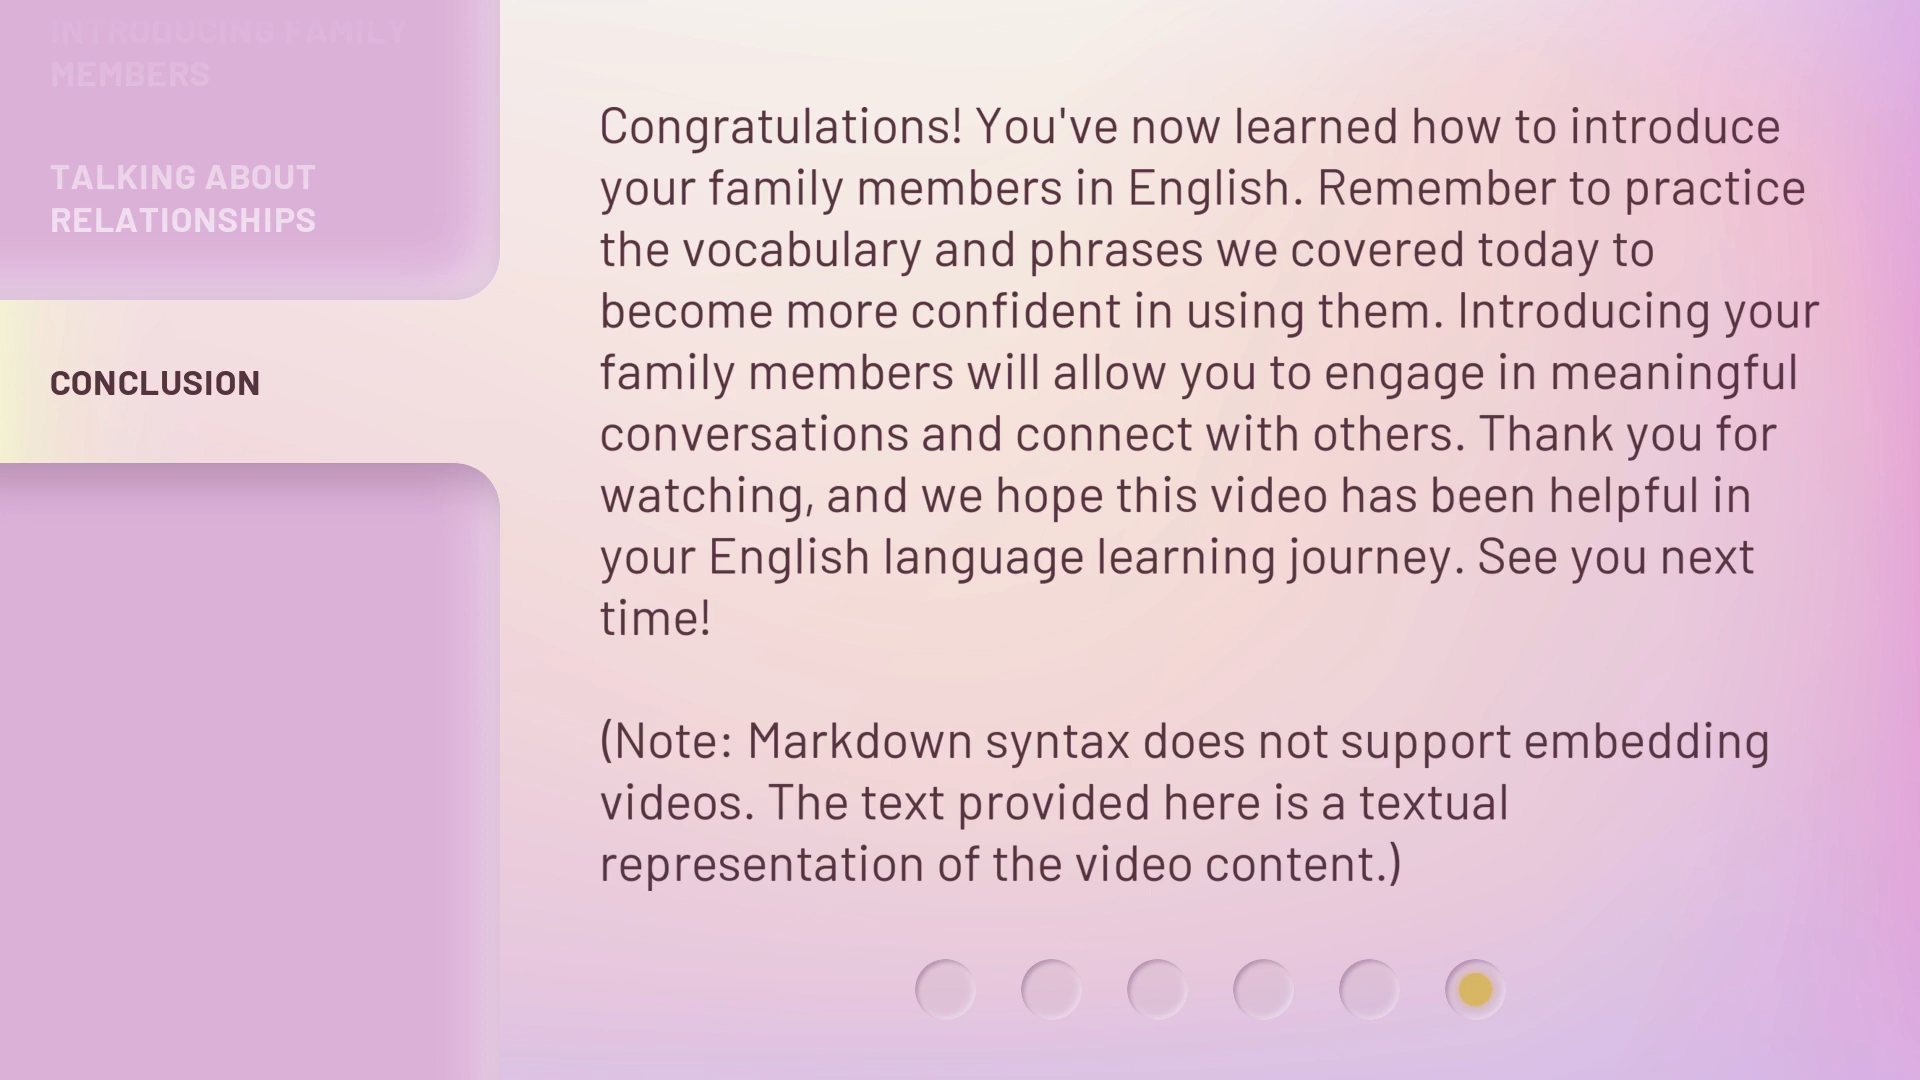 INTRODUCING FAMILY
MEMBERS
TALKING ABOUT
RELATIONSHIPS
CONCLUSION
Congratulations! You've now learned how to introduce
your family members in English. Remember to practice
the vocabulary and phrases we covered today to
become more confident in using them. Introducing your
family members will allow you to engage in meaningful
conversations and connect with others. Thank you for
watching, and we hope this video has been helpful in
your English language learning journey. See you next
time!
(Note: Markdown syntax does not support embedding
videos. The text provided here is a textual
representation of the video content.)